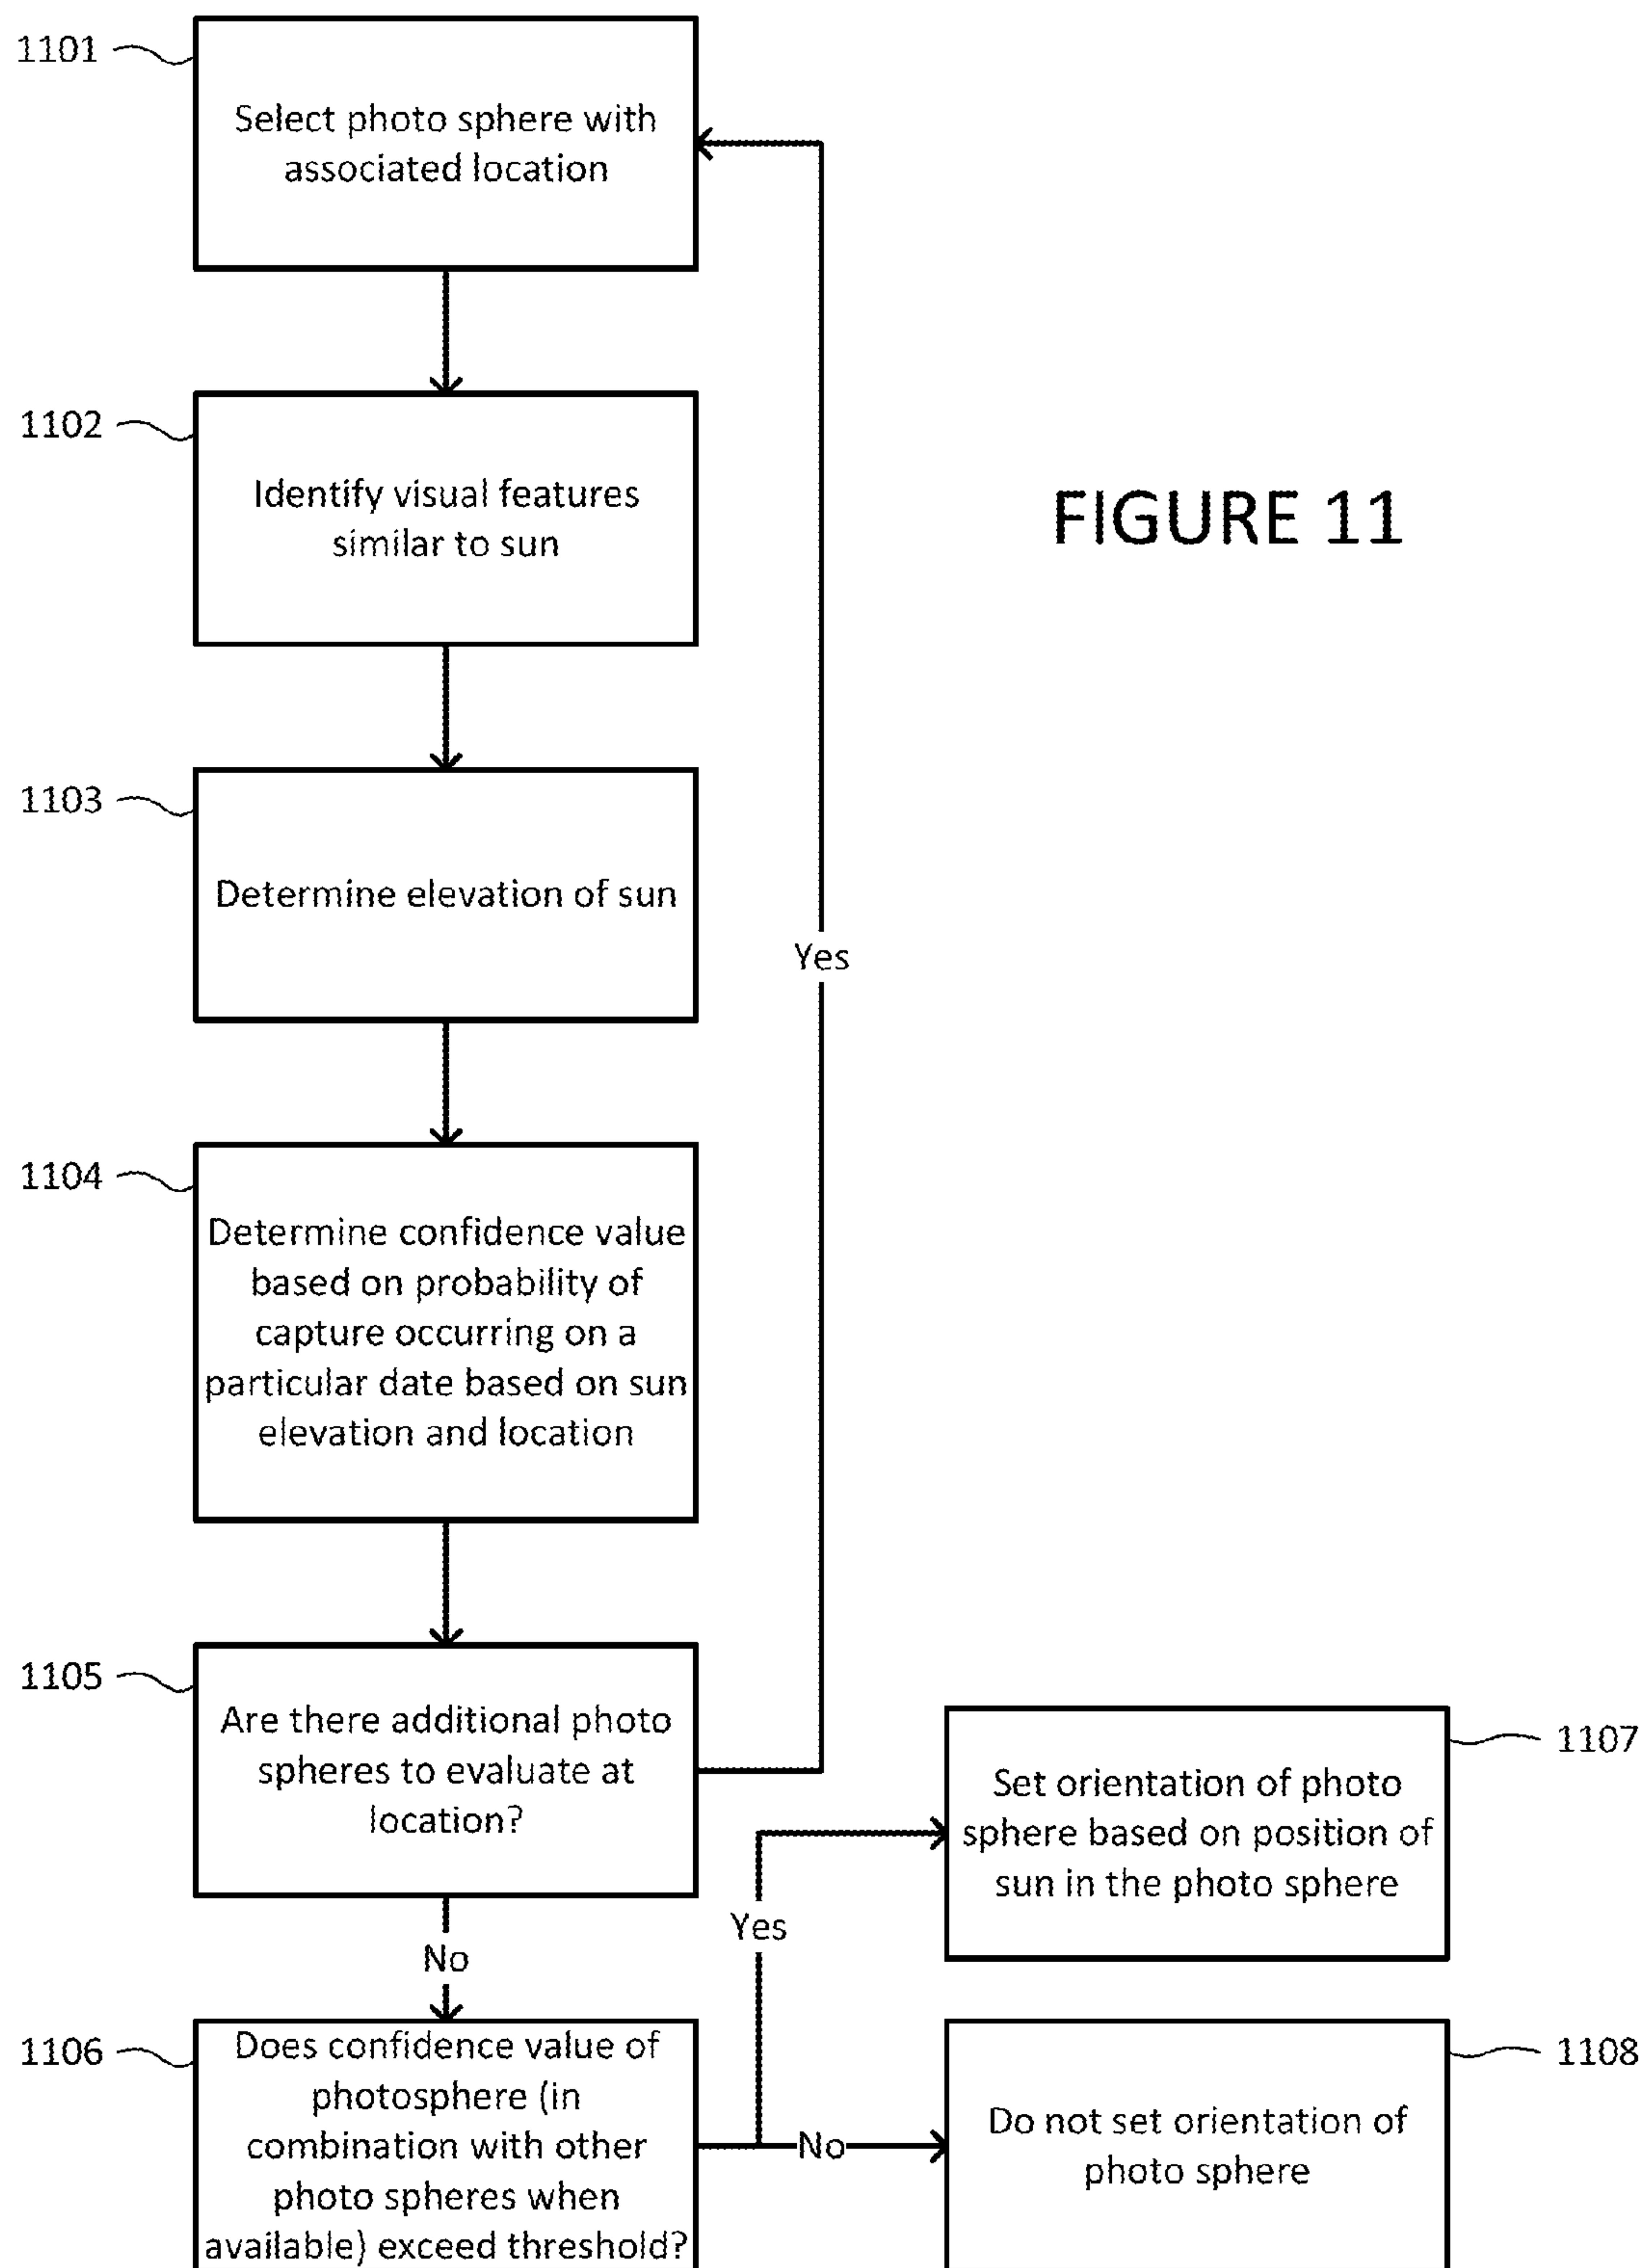 1101
Select photo sphere with
associated location
1102
Identify visual features
similar to sun
FIGURE 11
1103
Determine elevation of sun
Yes
1104
Determine confidence value
based on probability of
capture occurring on a
particular date based on sun
elevation and location
1105
Are there additional photo
spheres to evaluate at
location?
1107
Set orientation of photo
sphere based on position of
sun in the photo sphere
Yes
No
1106
Does confidence value of
photosphere (in
combination with other
photo spheres when
available) exceed threshold?
No
1108
Do not set orientation of
photo sphere